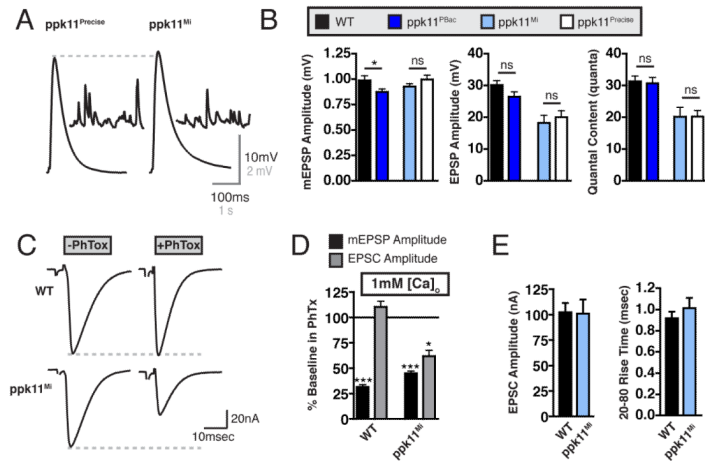 A
ppk11Precise
ppk11Mi
10mV
2 mV
100ms
1 s
B
WT
ppk11PBac
ppk11Mi
ppk11Precise
mEPSP Amplitude (mV)
1.25
1.00
0.75
0.50
0.25
0.00
*
ns
EPSP Amplitude (mV)
40
30
20
10
0
ns
ns
Quantal Content (quanta)
40
30
20
10
0
ns
ns
C
-PhTox
+PhTox
WT
ppk11Mi
20nA
10msec
D
mEPSP Amplitude
EPSC Amplitude
1mM [Ca]o
% Baseline in PhTx
125
100
75
50
25
0
***
***
*
WT
ppk11Mi
E
EPSC Amplitude (nA)
125
100
75
50
25
0
WT
ppk11Mi
20-80 Rise Time (msec)
1.2
1.0
0.8
0.6
0.4
0.2
0.0
WT
ppk11Mi